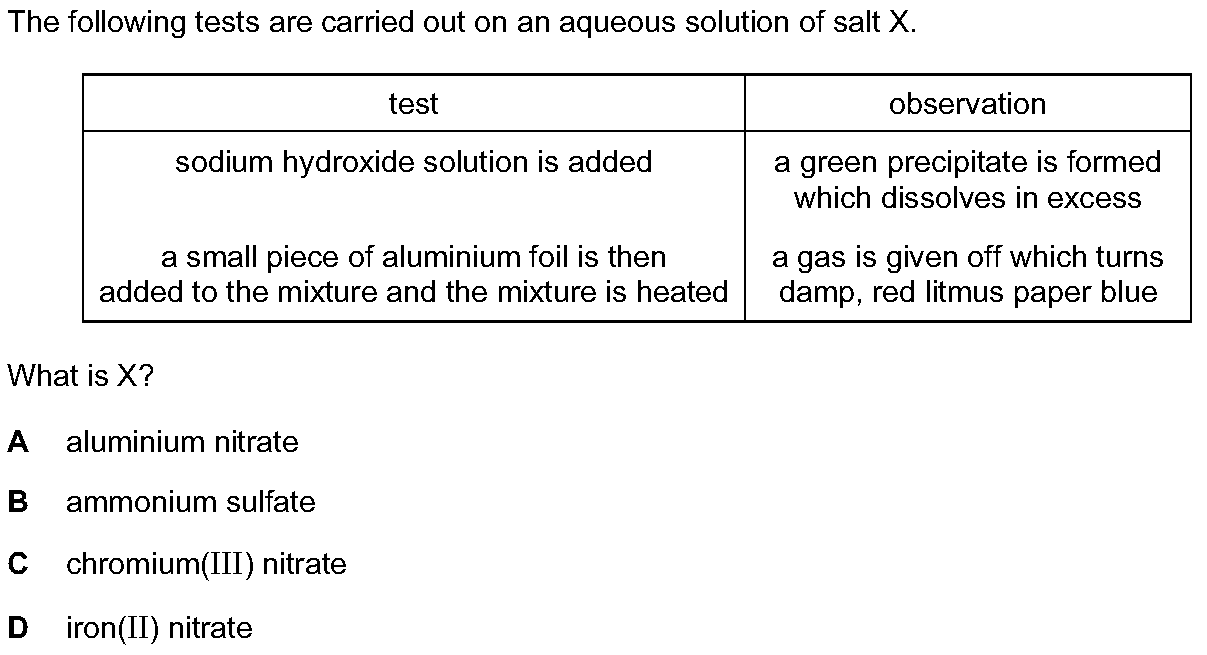 The following tests are carried out on an aqueous solution of salt X.
test
observation
sodium hydroxide solution is added
a green precipitate is formed
which dissolves in excess
a small piece of aluminium foil is then
added to the mixture and the mixture is heated
a gas is given off which turns
damp, red litmus paper blue
What is X?
A aluminium nitrate
B ammonium sulfate
C chromium(III) nitrate
D iron(II) nitrate